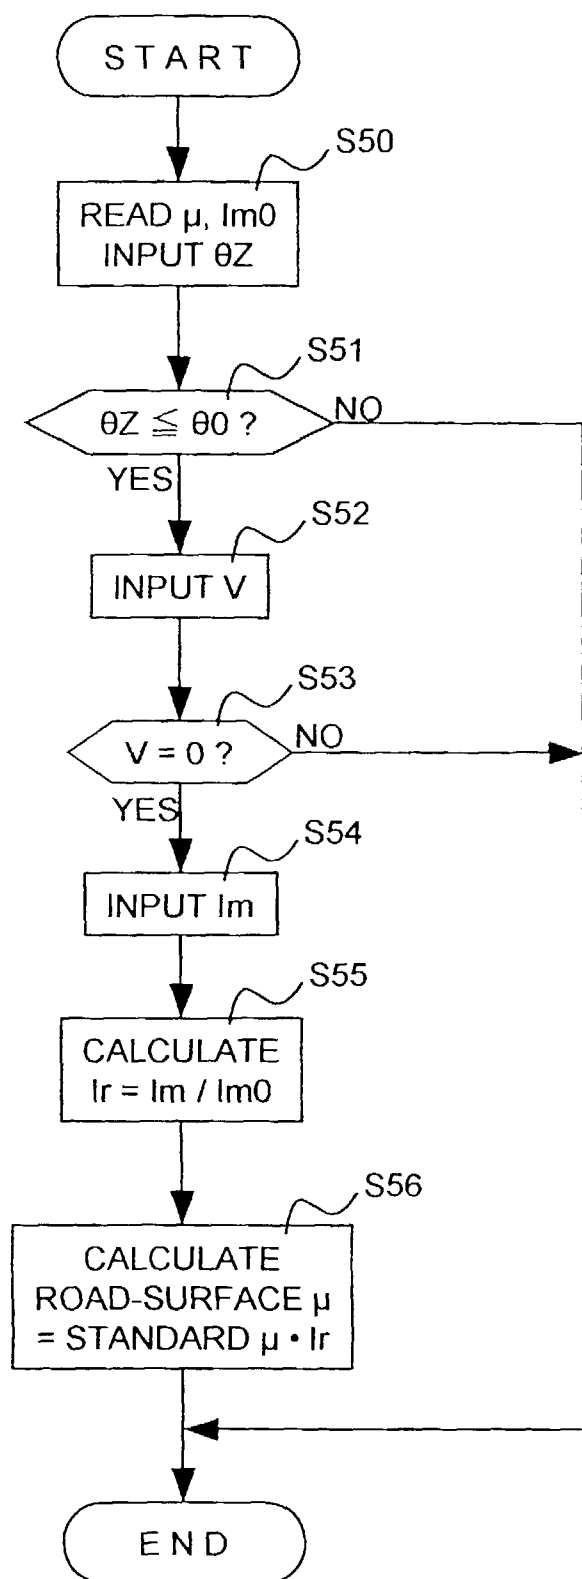 START
S50
READ μ, Im0
INPUT θZ
S51
θZ ≦ θ0 ?
NO
YES
S52
INPUT V
S53
V = 0 ?
NO
YES
S54
INPUT Im
S55
CALCULATE
Ir = Im / Im0
S56
CALCULATE
ROAD-SURFACE μ
= STANDARD μ • Ir
END